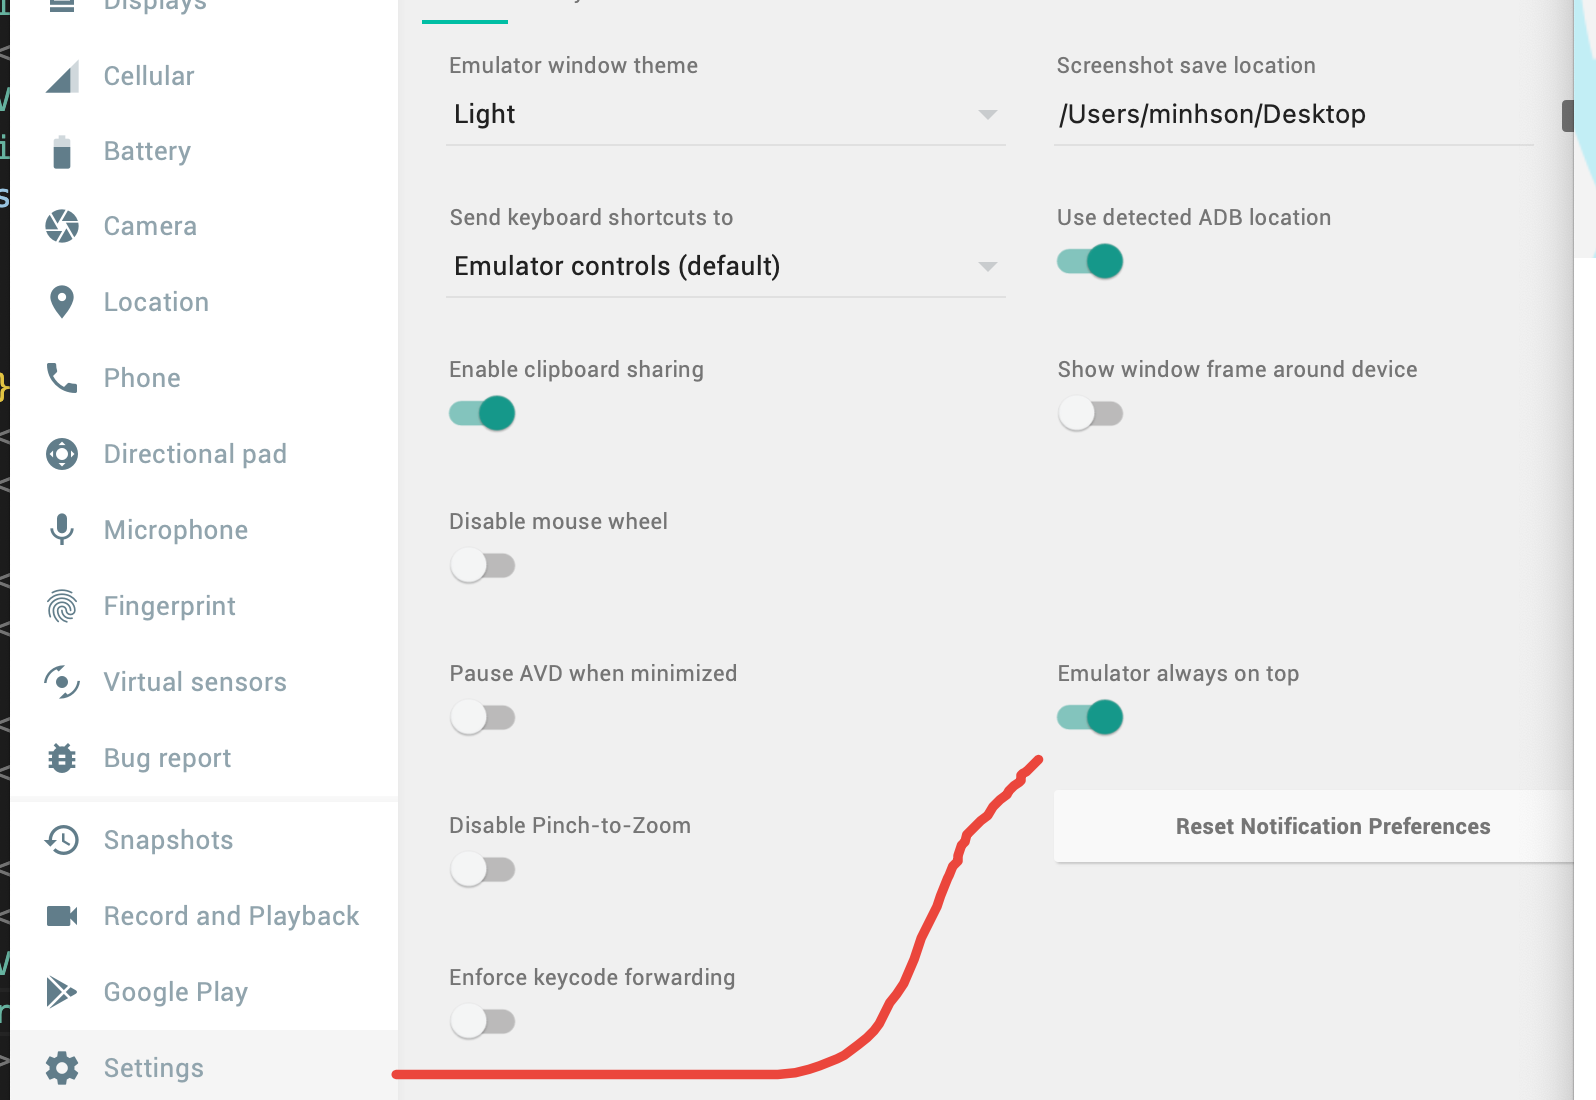 Displays
Cellular
Battery
Camera
Location
Phone
Directional pad
Microphone
Fingerprint
Virtual sensors
Bug report
Snapshots
Record and Playback
Google Play
Settings
Emulator window theme
Light
Send keyboard shortcuts to
Emulator controls (default)
Enable clipboard sharing
Disable mouse wheel
Pause AVD when minimized
Disable Pinch-to-Zoom
Enforce keycode forwarding
Screenshot save location
/Users/minhson/Desktop
Use detected ADB location
Show window frame around device
Emulator always on top
Reset Notification Preferences